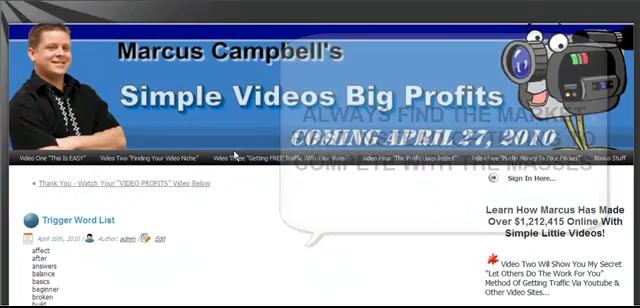 Marcus Campbell's
Simple Videos Big Profits
ALWAYS FIND THE MARKET
COMING APRIL 27, 2010
COMPETE WITH THE MASSES
Video One "This Is EASY"
Video Two "Finding Your Video Niche"
Video Three "Getting FREE Traffic With Your Video"
Video Four "The Profit Loop Secret"
Video Five "Puttin Money In Your Pocket"
Bonus Stuff
« Thank You - Watch Your "VIDEO PROFITS" Video Below
Sign In Here...
Trigger Word List
April 16th, 2010 | Author: admin | Edit
affect
after
answers
balance
basics
beginner
broken
build
Learn How Marcus Has Made
Over $1,212,415 Online With
Simple Little Videos!
Video Two Will Show You My Secret
"Let Others Do The Work For You"
Method Of Getting Traffic Via Youtube &
Other Video Sites...